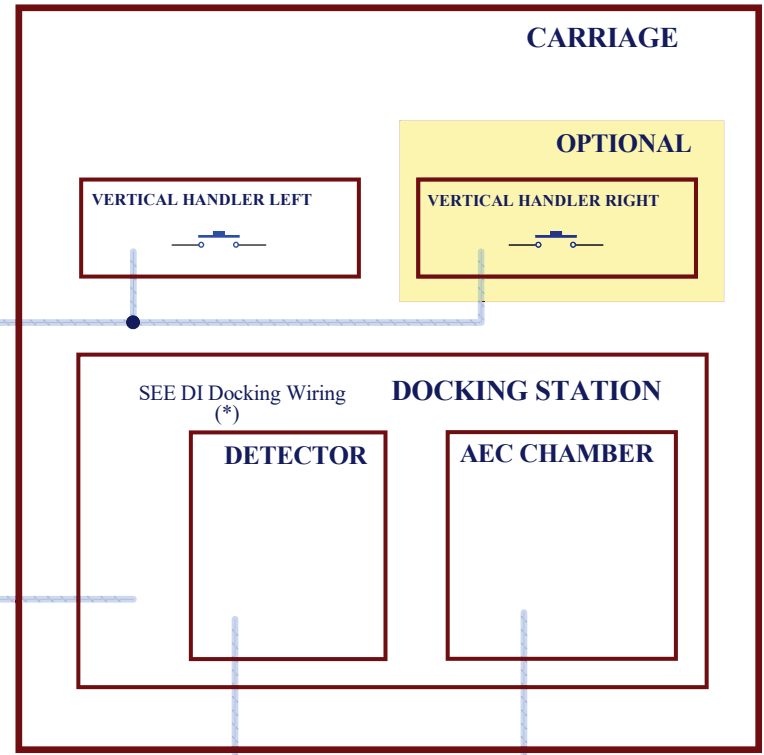 CARRIAGE
OPTIONAL
VERTICAL HANDLER LEFT
VERTICAL HANDLER RIGHT
SEE DI Docking Wiring
(*)
DOCKING STATION
DETECTOR
AEC CHAMBER